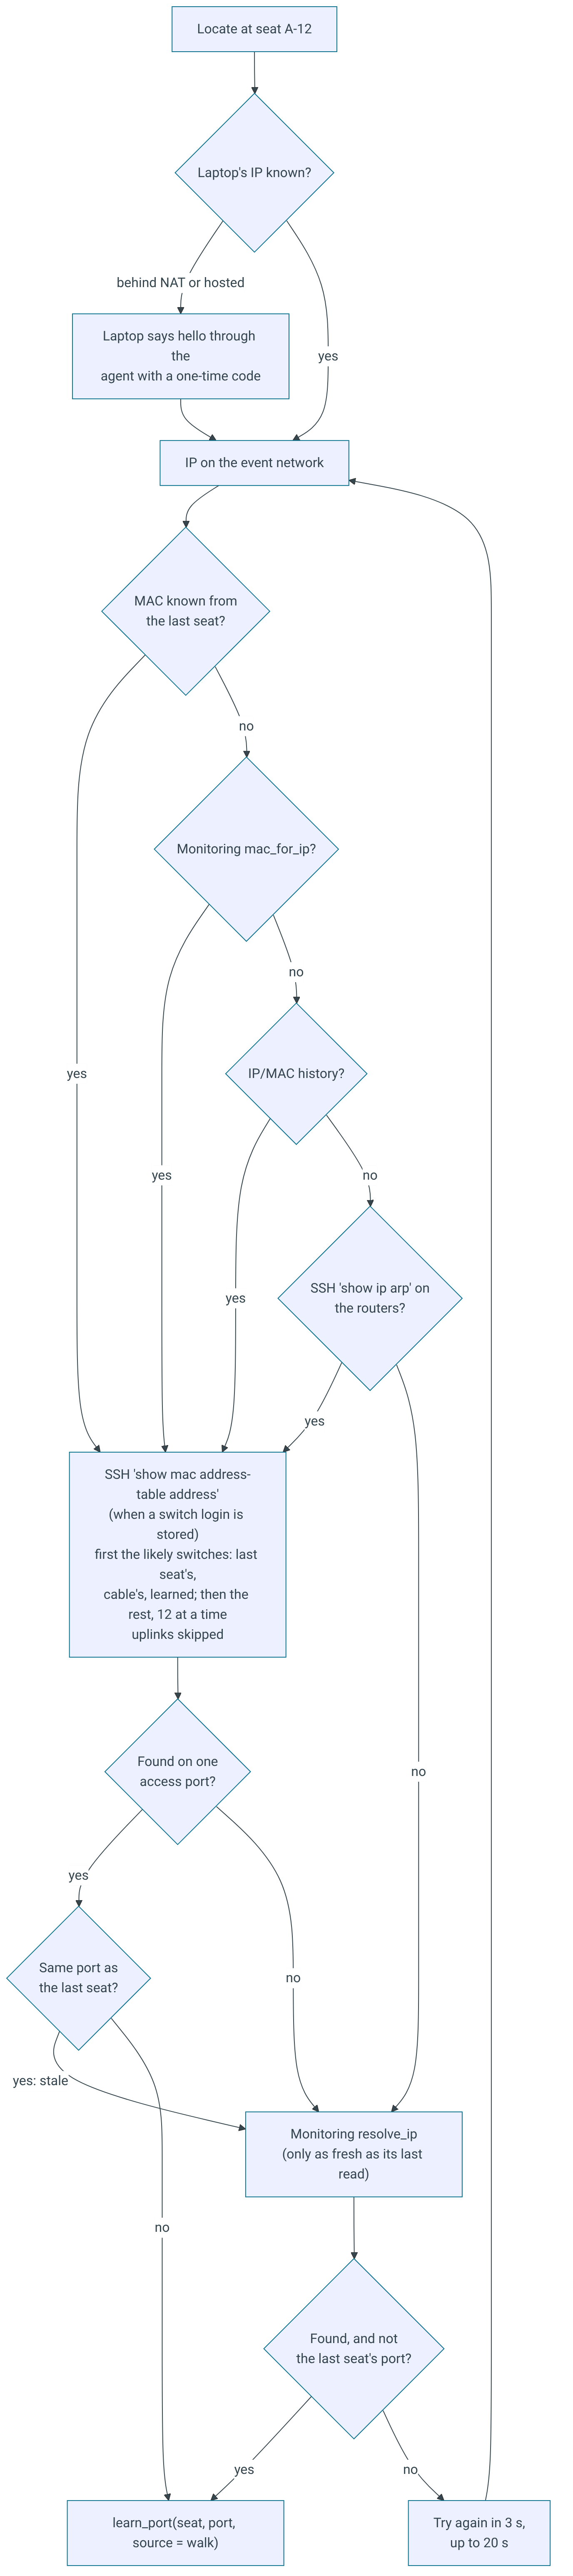 Locate at seat A-12
Laptop's IP known?
behind NAT or hosted
Laptop says hello through
the
agent with a one-time code
yes
IP on the event network
MAC known from
the last seat?
no
Monitoring mac_for_ip?
no
IP/MAC history?
yes
yes
no
SSH 'show ip arp' on
the routers?
yes
yes
SSH 'show mac address-
table address'
(when a switch login is
stored)
first the likely switches: last
seat's,
cable's, learned; then the
rest, 12 at a time
uplinks skipped
Found on one
access port?
no
yes
Same port as
the last seat?
no
yes: stale
Monitoring resolve_ip
(only as fresh as its last
read)
no
Found, and not
the last seat's port?
yes
no
learn_port(seat, port,
source = walk)
Try again in 3 s,
up to 20 s